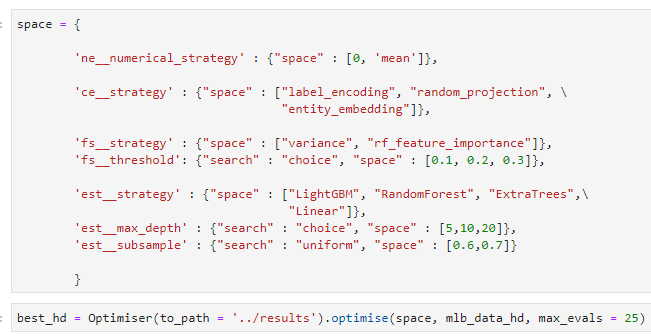 space = {
'ne__numerical_strategy' : {"space" : [0, 'mean']},
'ce__strategy' : {"space" : ["label_encoding", "random_projection", \
"entity_embedding"]},
'fs__strategy' : {"space" : ["variance", "rf_feature_importance"]},
'fs__threshold': {"search" : "choice", "space" : [0.1, 0.2, 0.3]},
'est__strategy' : {"space" : ["LightGBM", "RandomForest", "ExtraTrees",\
"Linear"]},
'est__max_depth' : {"search" : "choice", "space" : [5,10,20]},
'est__subsample' : {"search" : "uniform", "space" : [0.6,0.7]}
}
best_hd = Optimiser(to_path = '../results').optimise(space, mlb_data_hd, max_evals = 25)